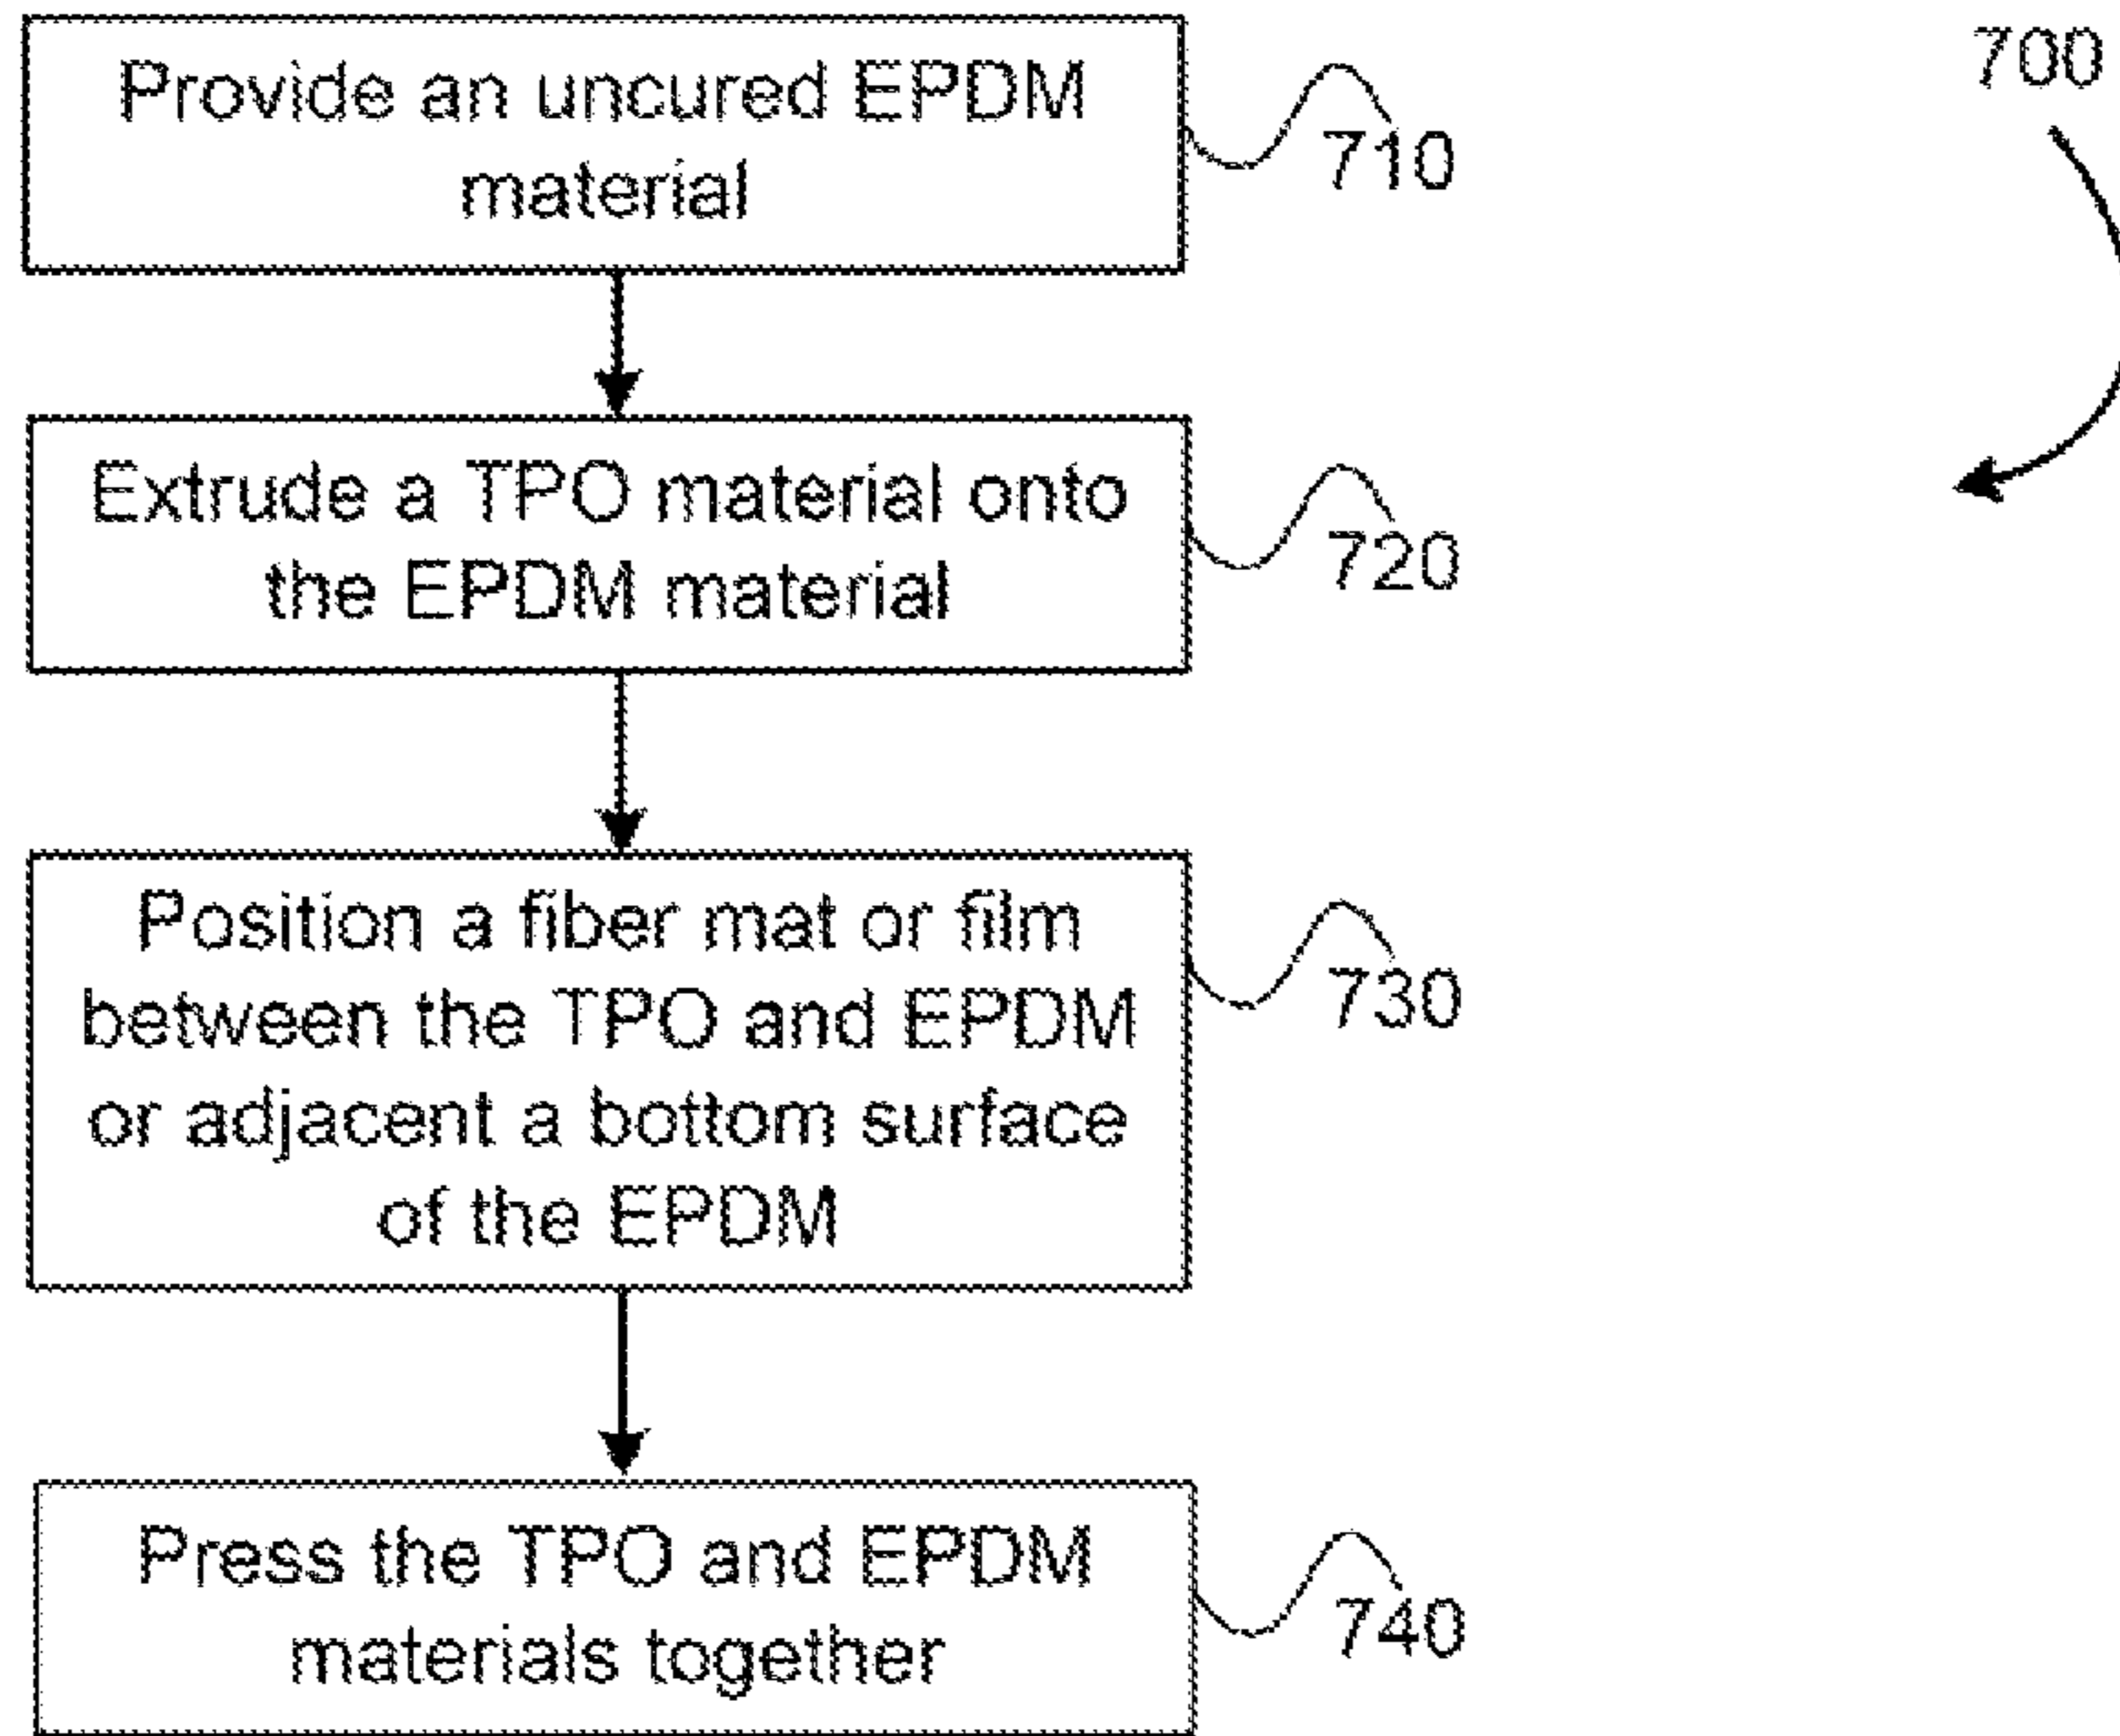 Provide an uncured EPDM
material
710
700
Extrude a TPO material onto
the EPDM material
720
Position a fiber mat or film
between the TPO and EPDM
or adjacent a bottom surface
of the EPDM
730
Press the TPO and EPDM
materials together
740